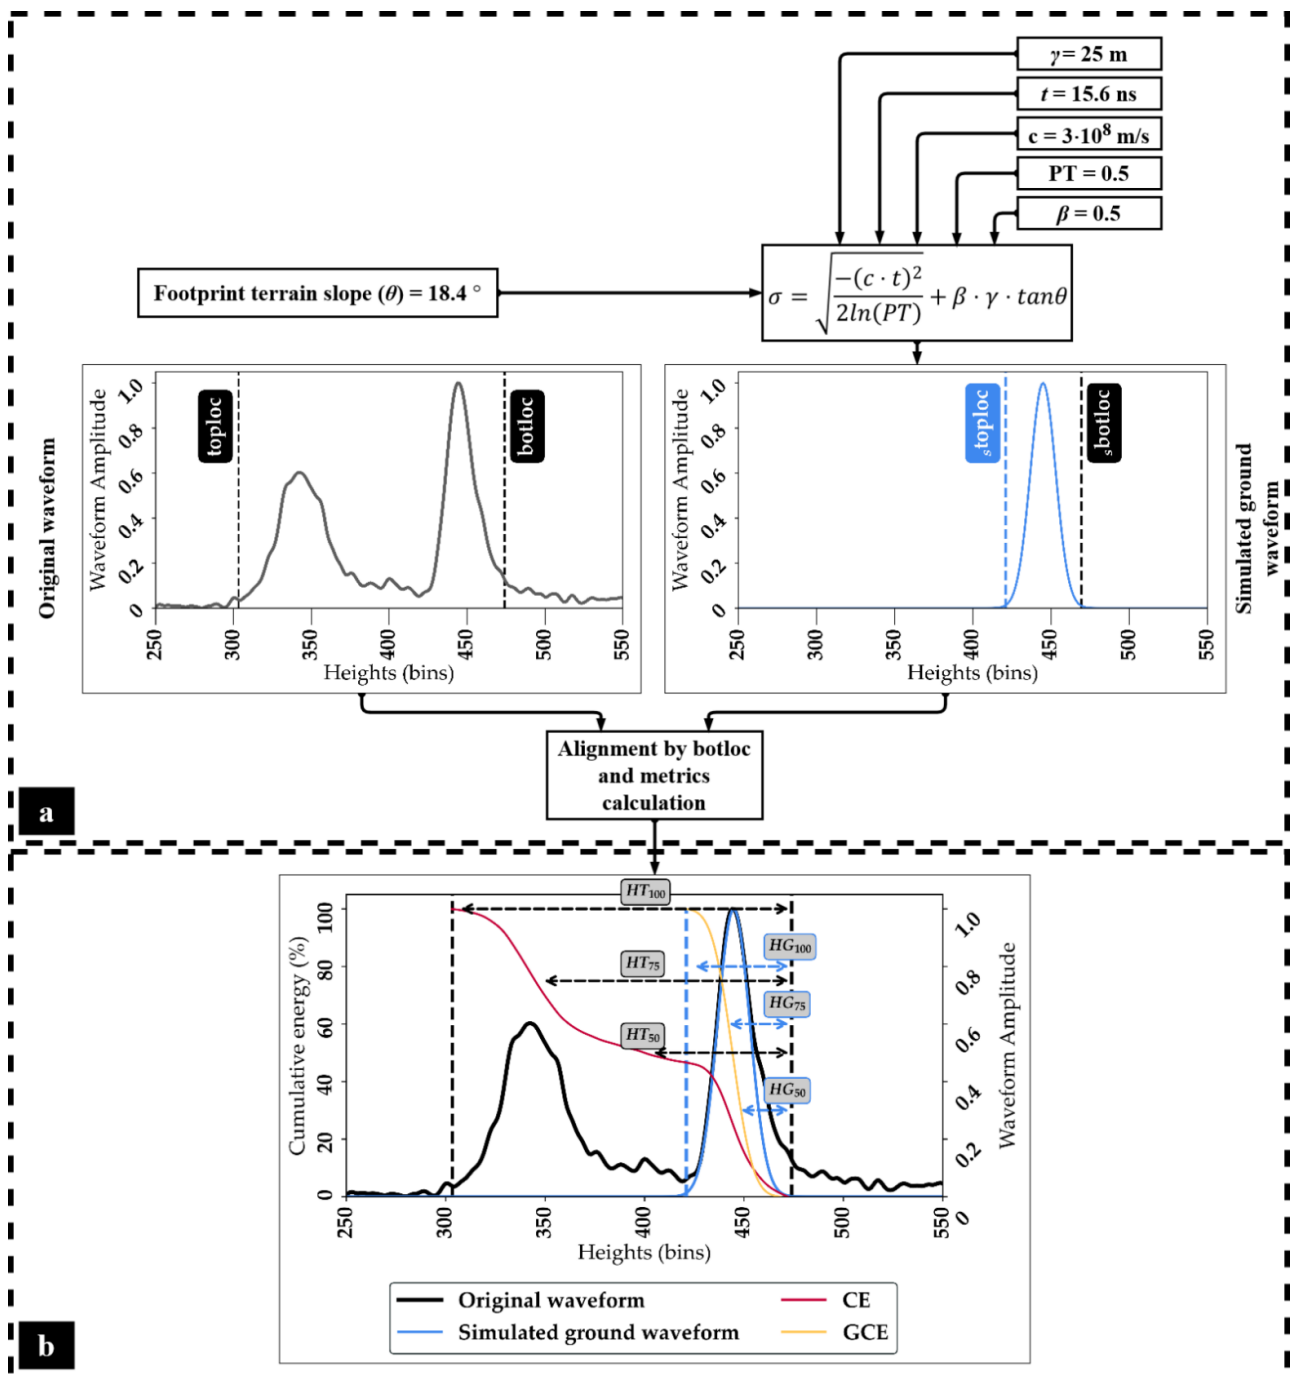 γ = 25 m
t = 15.6 ns
c = 3·10⁸ m/s
PT = 0.5
β = 0.5
Footprint terrain slope (θ) = 18.4 °
σ = √(−(c · t)² / 2ln(PT)) + β · γ · tanθ
Original waveform
Waveform Amplitude
1.0
0.8
0.6
0.4
0.2
0
toploc
botloc
250 300 350 400 450 500 550
Heights (bins)
Waveform Amplitude
1.0
0.8
0.6
0.4
0.2
0
ₛtoploc
ₛbotloc
250 300 350 400 450 500 550
Heights (bins)
Simulated ground
waveform
Alignment by botloc
and metrics
calculation
a
Cumulative energy (%)
100
80
60
40
20
0
HT₁₀₀
HG₁₀₀
HT₇₅
HG₇₅
HT₅₀
HG₅₀
1.0
0.8
0.6
0.4
0.2
0
Waveform Amplitude
250 300 350 400 450 500 550
Heights (bins)
Original waveform CE
Simulated ground waveform GCE
b